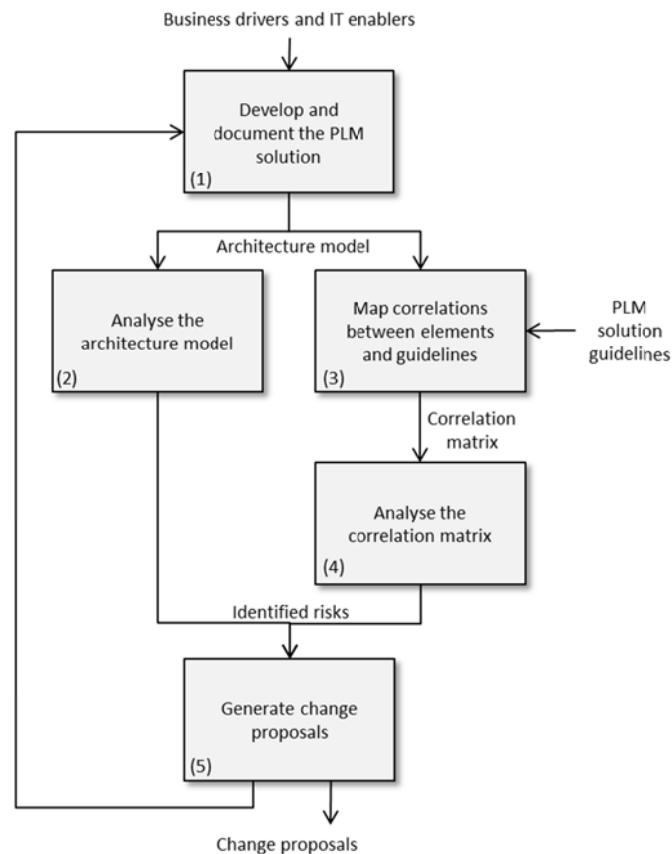 Business drivers and IT enablers
Develop and
document the PLM
solution
(1)
Architecture model
Analyse the
architecture model
(2)
Map correlations
between elements
and guidelines
(3)
PLM
solution
guidelines
Correlation
matrix
Analyse the
correlation matrix
(4)
Identified risks
Generate change
proposals
(5)
Change proposals